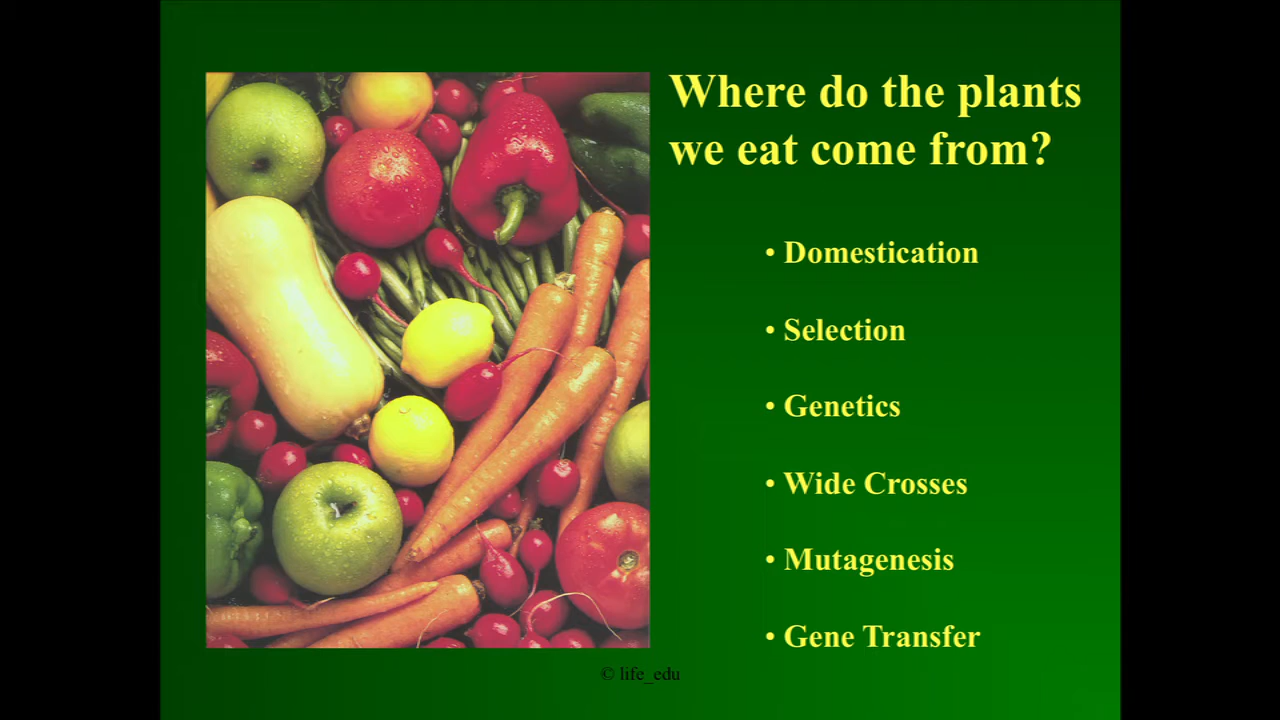 Where do the plants
we eat come from?
• Domestication
• Selection
• Genetics
• Wide Crosses
• Mutagenesis
• Gene Transfer
© life_edu